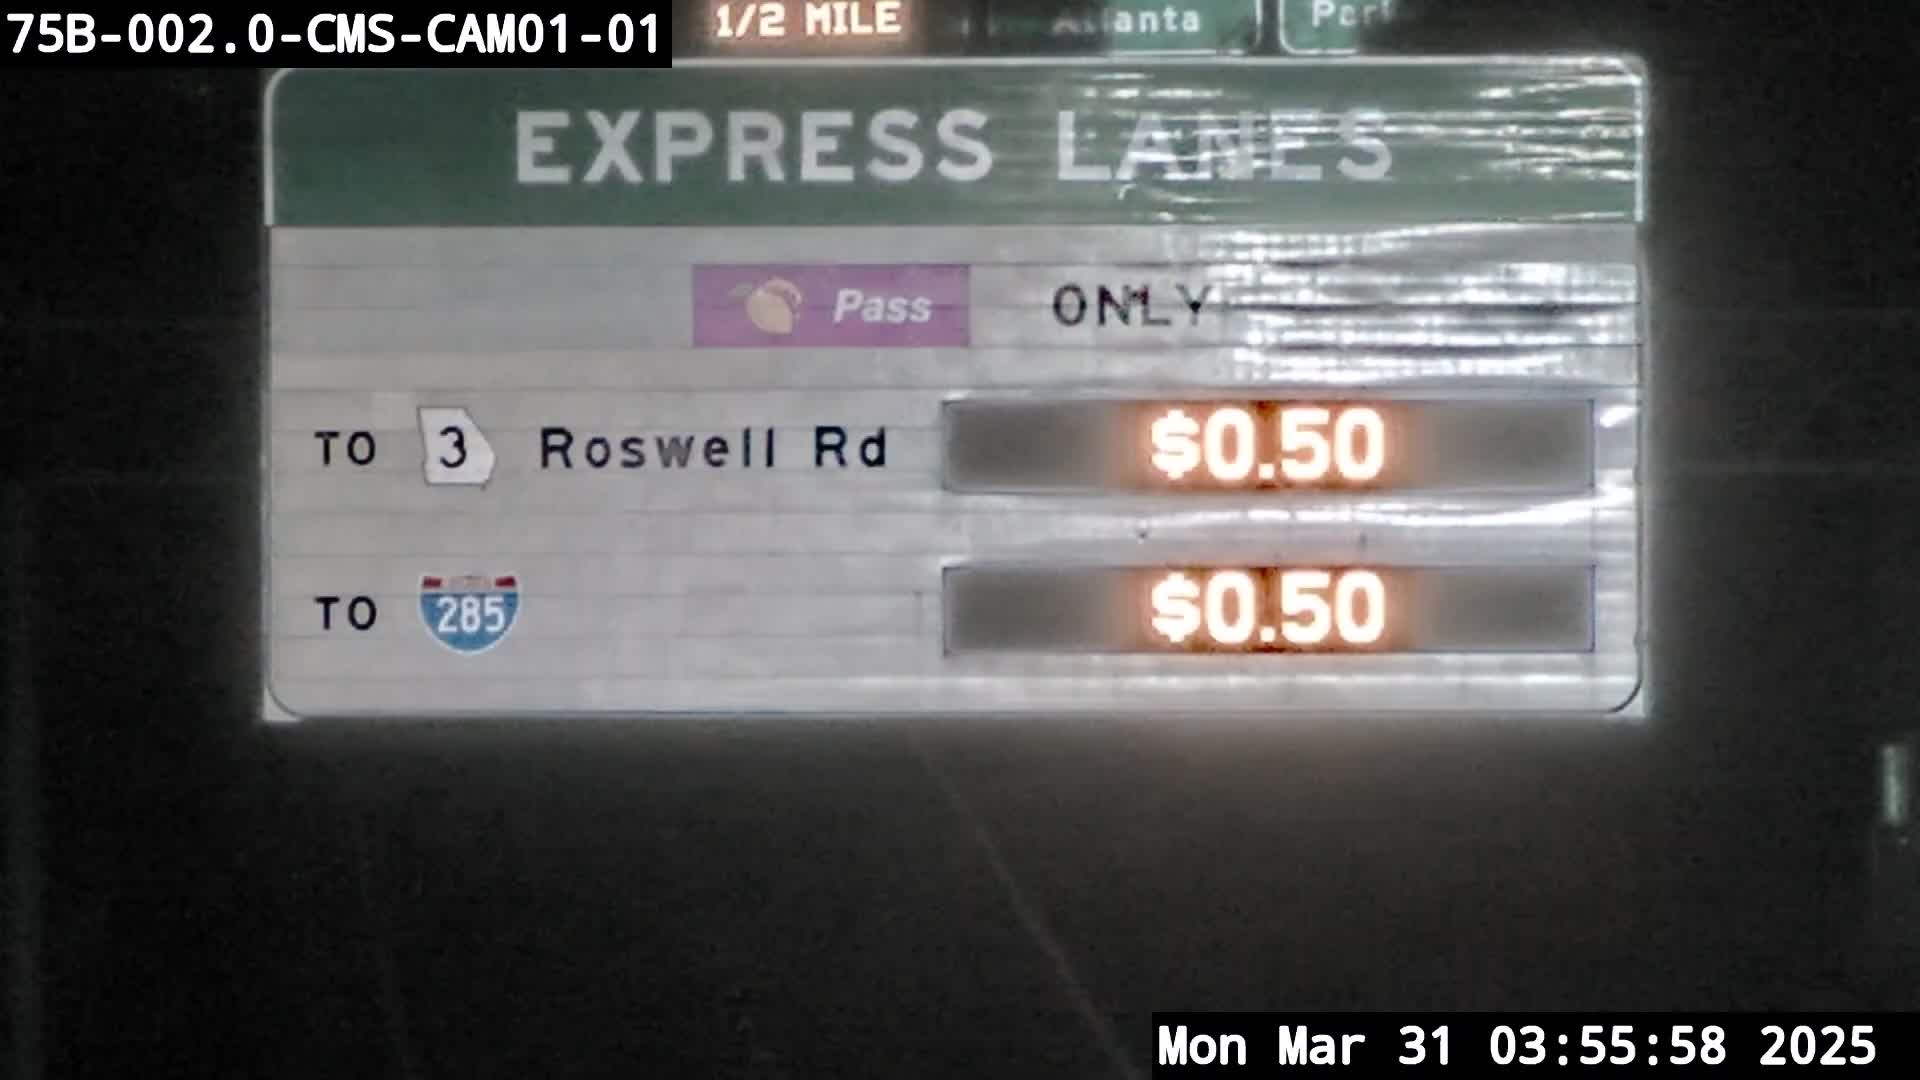 75B-002.0-CMS-CAM01-01
1/2 MILE
Atlanta
EXPRESS LANES
Pass ONLY
TO 3 Roswell Rd $0.50
TO 285 $0.50
Mon Mar 31 03:55:58 2025